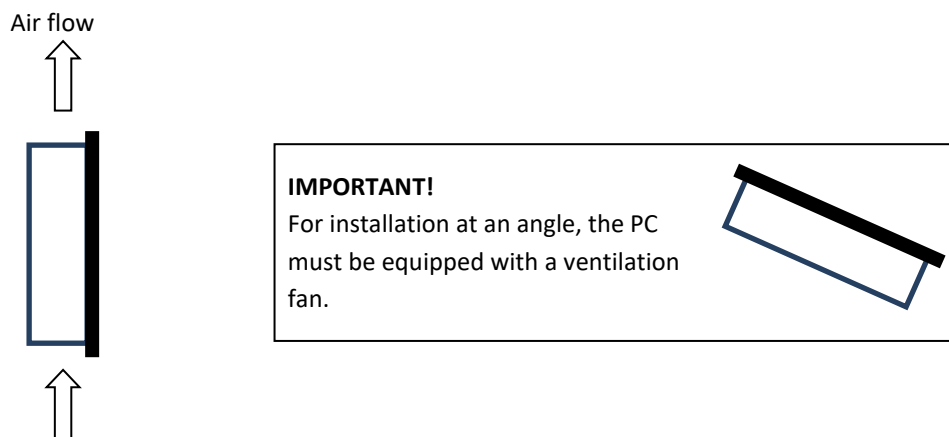 Air flow
IMPORTANT!
For installation at an angle, the PC
must be equipped with a ventilation
fan.